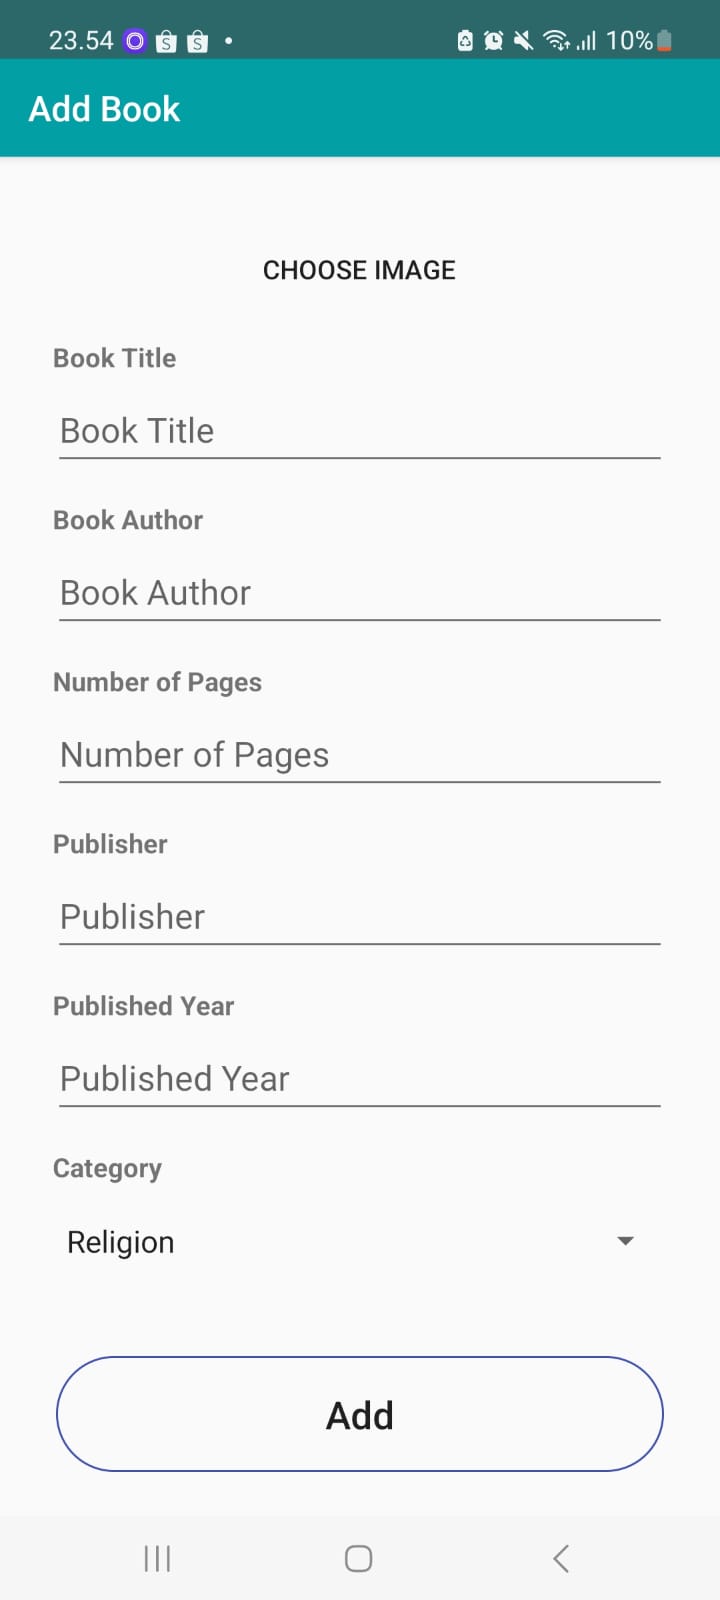 23.54 10%
Add Book
CHOOSE IMAGE
Book Title
Book Title
Book Author
Book Author
Number of Pages
Number of Pages
Publisher
Publisher
Published Year
Published Year
Category
Religion
Add